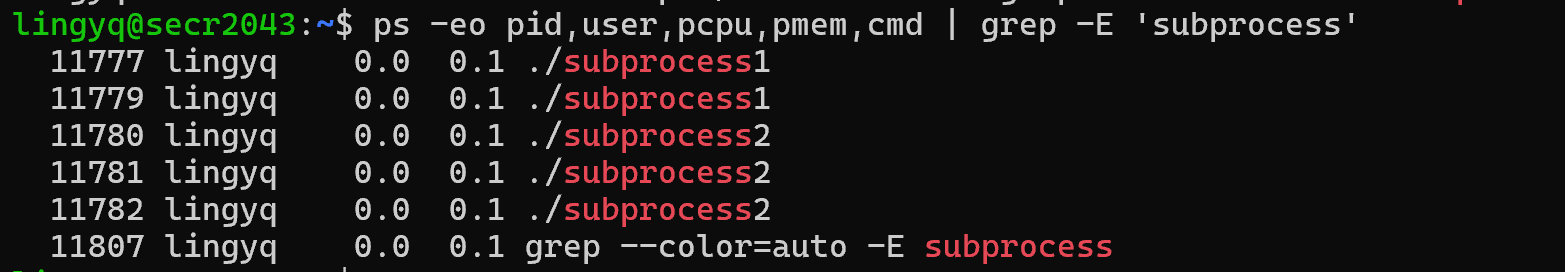 lingyq@secr2043:~$ ps -eo pid,user,pcpu,pmem,cmd | grep -E 'subprocess'
11777 lingyq 0.0 0.1 ./subprocess1
11779 lingyq 0.0 0.1 ./subprocess1
11780 lingyq 0.0 0.1 ./subprocess2
11781 lingyq 0.0 0.1 ./subprocess2
11782 lingyq 0.0 0.1 ./subprocess2
11807 lingyq 0.0 0.1 grep --color=auto -E subprocess